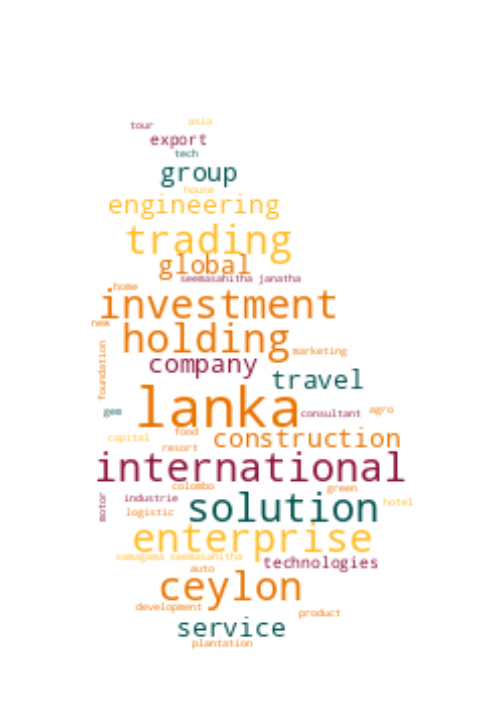 asia
tour
export
tech
group
house
engineering
trading
global
seemasahitha janatha
home
investment
new
holding
marketing
foundation
company
travel
lanka
gem
consultant
agro
food
capital
construction
resort
international
colombo
green
motor
industrie
solution
hotel
logistic
enterprise
samagama seemasahitha
technologies
auto
ceylon
development
product
service
plantation